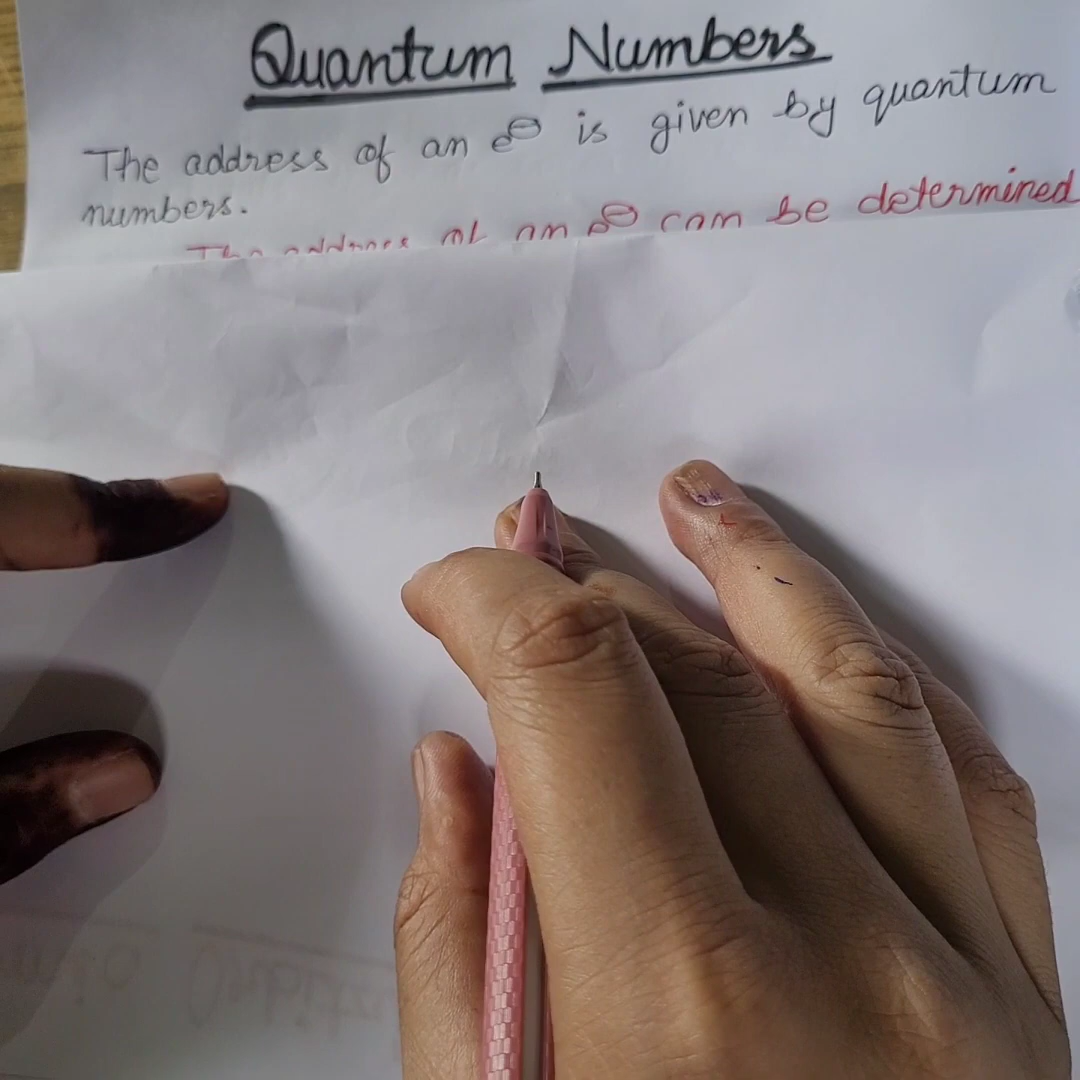 Quantum Numbers
The address of an e⊖ is given by quantum
numbers.
The address of an e⊖ can be determined